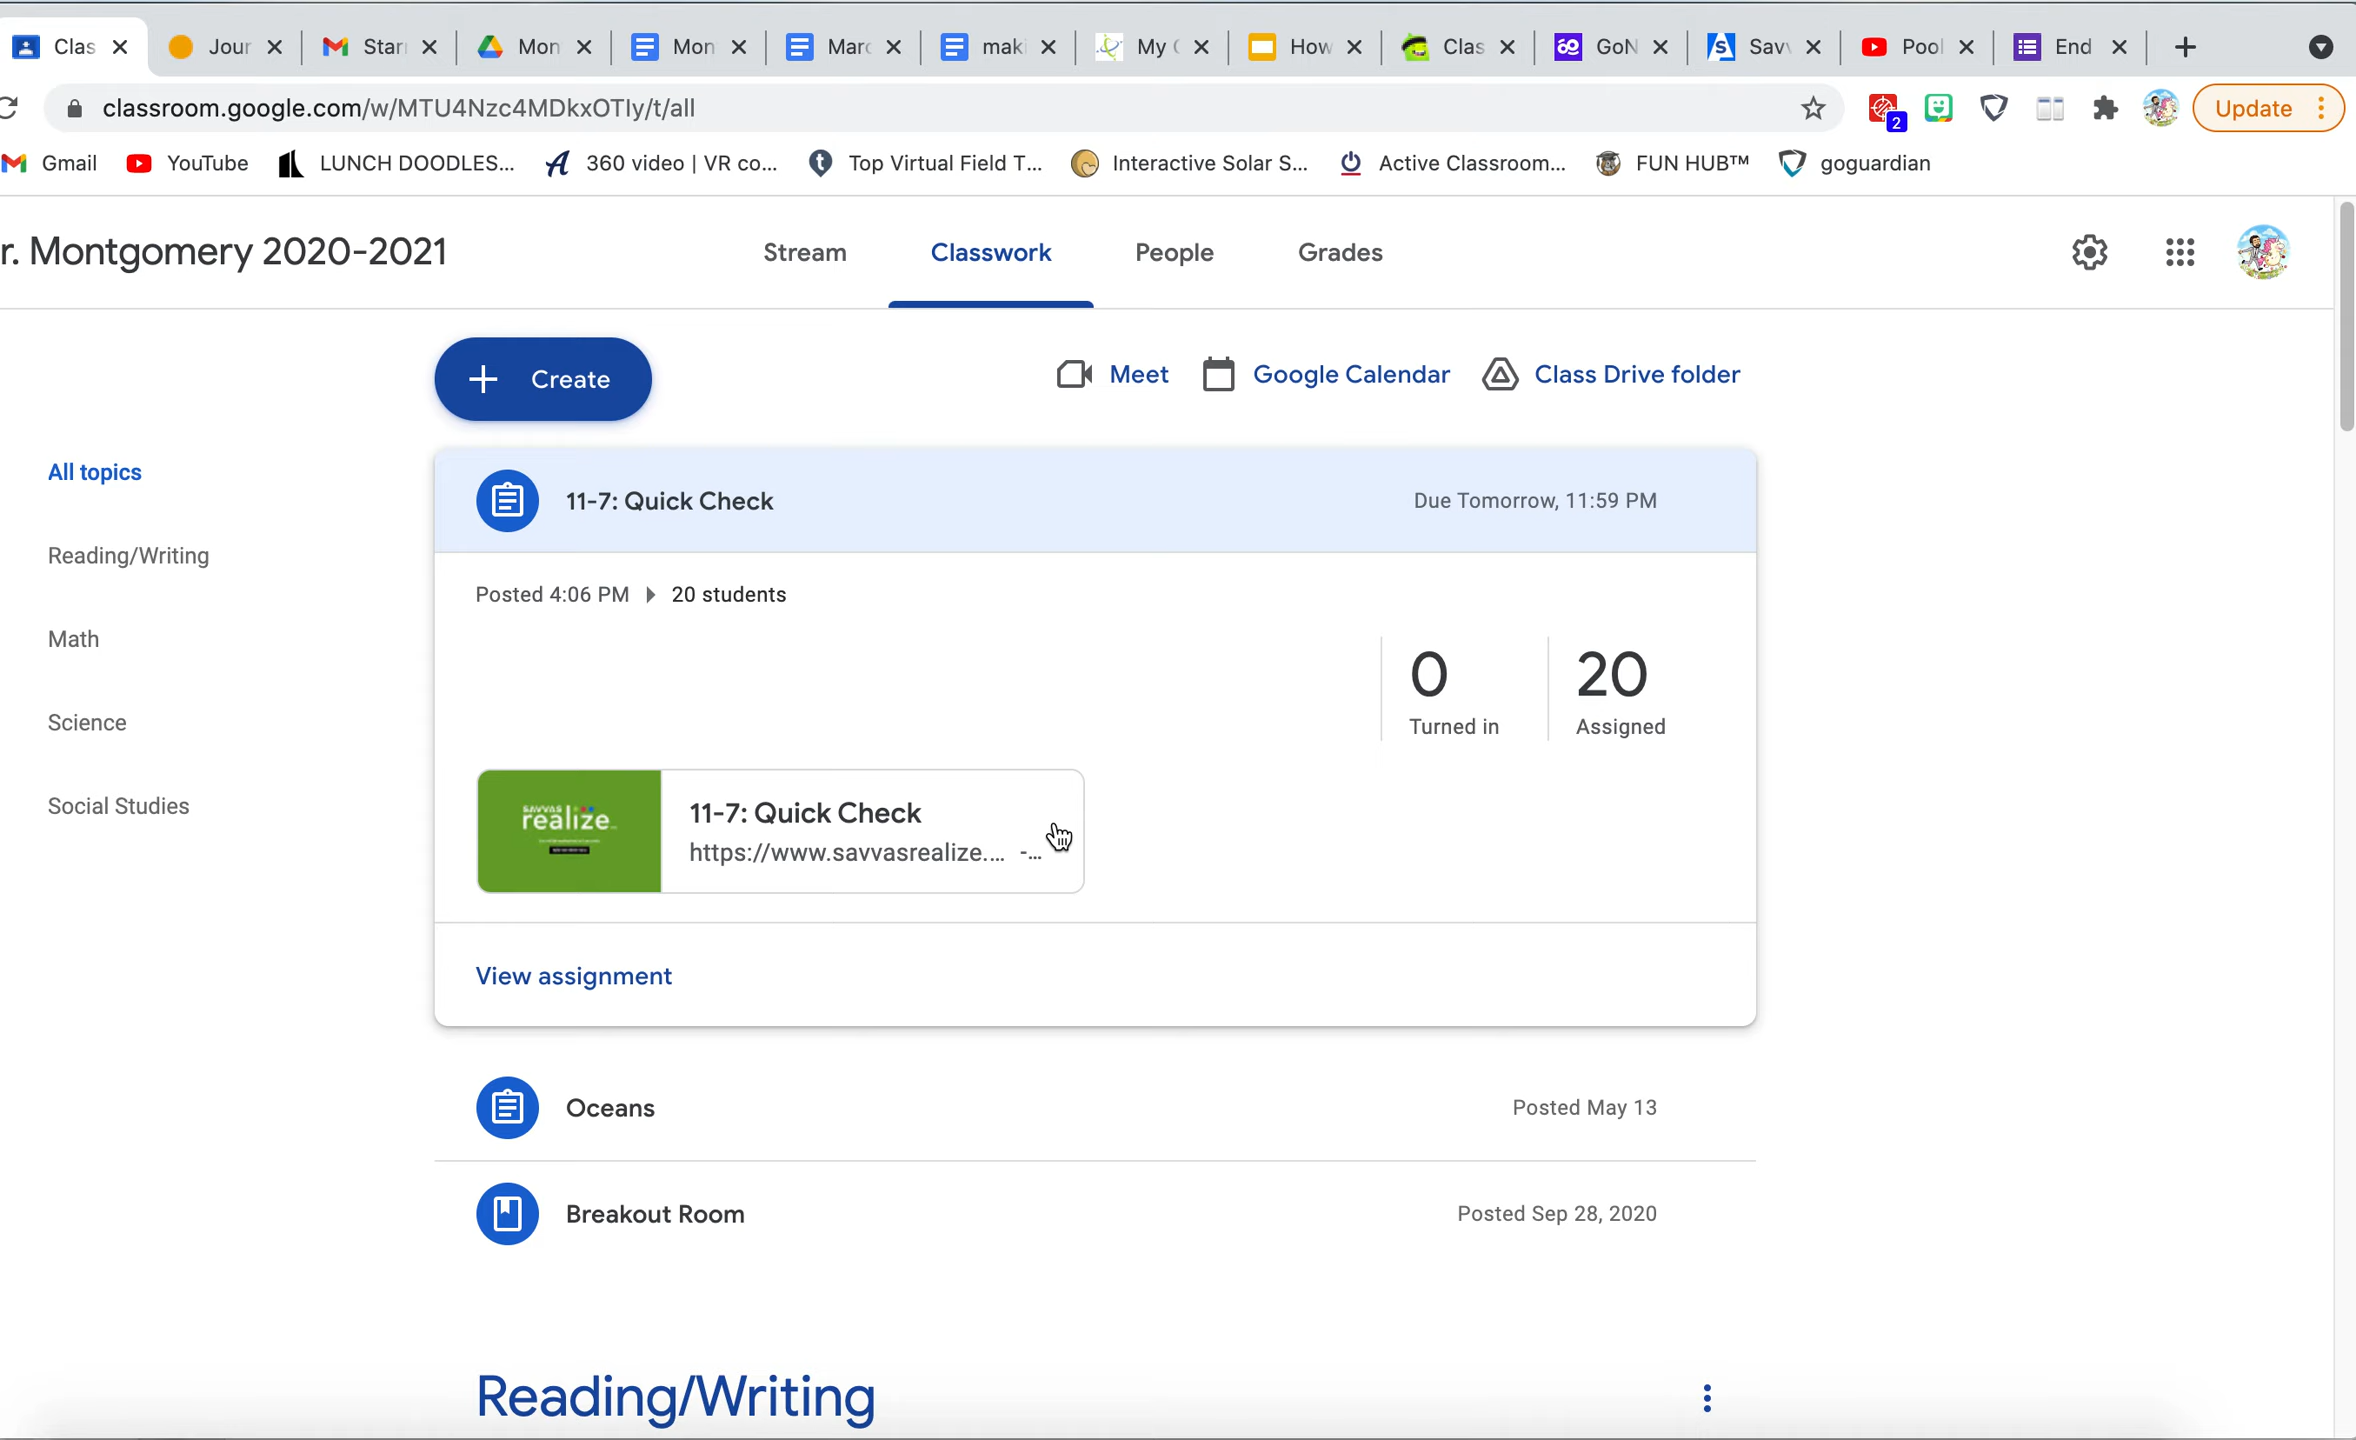 Clas Jour Star Mon Mon Marc maki My ( How Clas GoN Savv Pool End
classroom.google.com/w/MTU4Nzc4MDkxOTIy/t/all
2
Update
Gmail YouTube LUNCH DOODLES... 360 video | VR co... Top Virtual Field T... Interactive Solar S... Active Classroom... FUN HUB™ goguardian
r. Montgomery 2020-2021
Stream Classwork People Grades
Create
Meet Google Calendar Class Drive folder
All topics
Reading/Writing
Math
Science
Social Studies
11-7: Quick Check Due Tomorrow, 11:59 PM
Posted 4:06 PM 20 students
0 20
Turned in Assigned
SAVVAS
realize
11-7: Quick Check
https://www.savvasrealize.... -...
View assignment
Oceans Posted May 13
Breakout Room Posted Sep 28, 2020
Reading/Writing